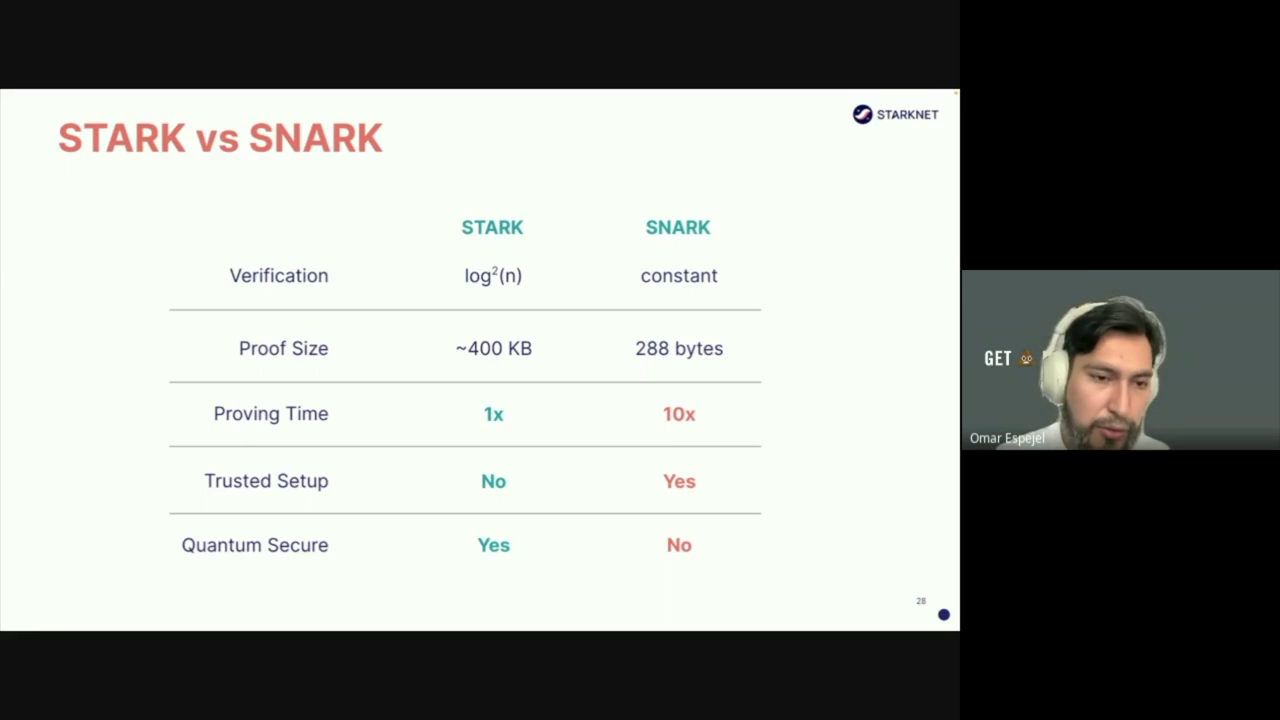 STARKNET
STARK vs SNARK
STARK SNARK
Verification log²(n) constant
Proof Size ~400 KB 288 bytes
Proving Time 1x 10x
Trusted Setup No Yes
Quantum Secure Yes No
28
GET 💩
Omar Espejel